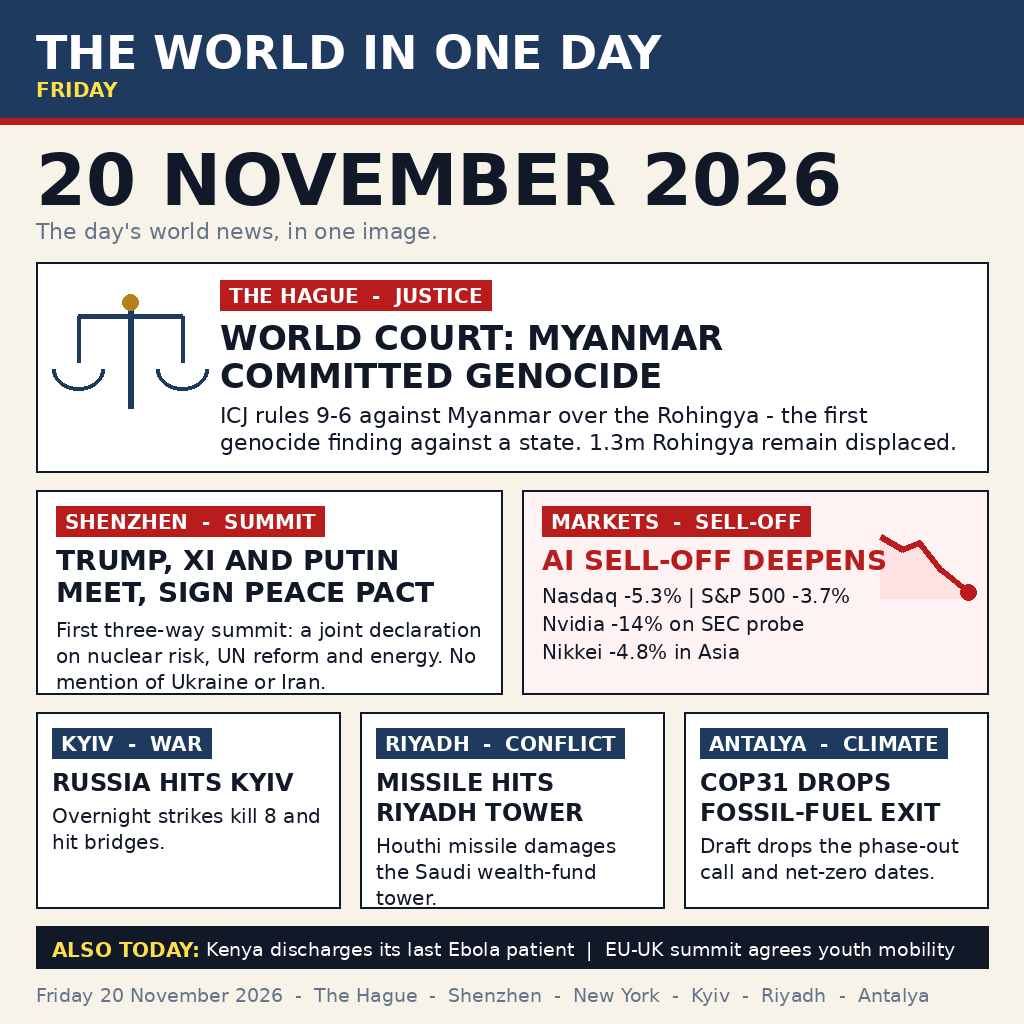 THE WORLD IN ONE DAY
FRIDAY
20 NOVEMBER 2026
The day's world news, in one image.
THE HAGUE - JUSTICE
WORLD COURT: MYANMAR
COMMITTED GENOCIDE
ICJ rules 9-6 against Myanmar over the Rohingya - the first
genocide finding against a state. 1.3m Rohingya remain displaced.
SHENZHEN - SUMMIT
TRUMP, XI AND PUTIN
MEET, SIGN PEACE PACT
First three-way summit: a joint declaration
on nuclear risk, UN reform and energy. No
mention of Ukraine or Iran.
MARKETS - SELL-OFF
AI SELL-OFF DEEPENS
Nasdaq -5.3% | S&P 500 -3.7%
Nvidia -14% on SEC probe
Nikkei -4.8% in Asia
KYIV - WAR
RUSSIA HITS KYIV
Overnight strikes kill 8 and
hit bridges.
RIYADH - CONFLICT
MISSILE HITS
RIYADH TOWER
Houthi missile damages
the Saudi wealth-fund
tower.
ANTALYA - CLIMATE
COP31 DROPS
FOSSIL-FUEL EXIT
Draft drops the phase-out
call and net-zero dates.
ALSO TODAY: Kenya discharges its last Ebola patient | EU-UK summit agrees youth mobility
Friday 20 November 2026 - The Hague - Shenzhen - New York - Kyiv - Riyadh - Antalya